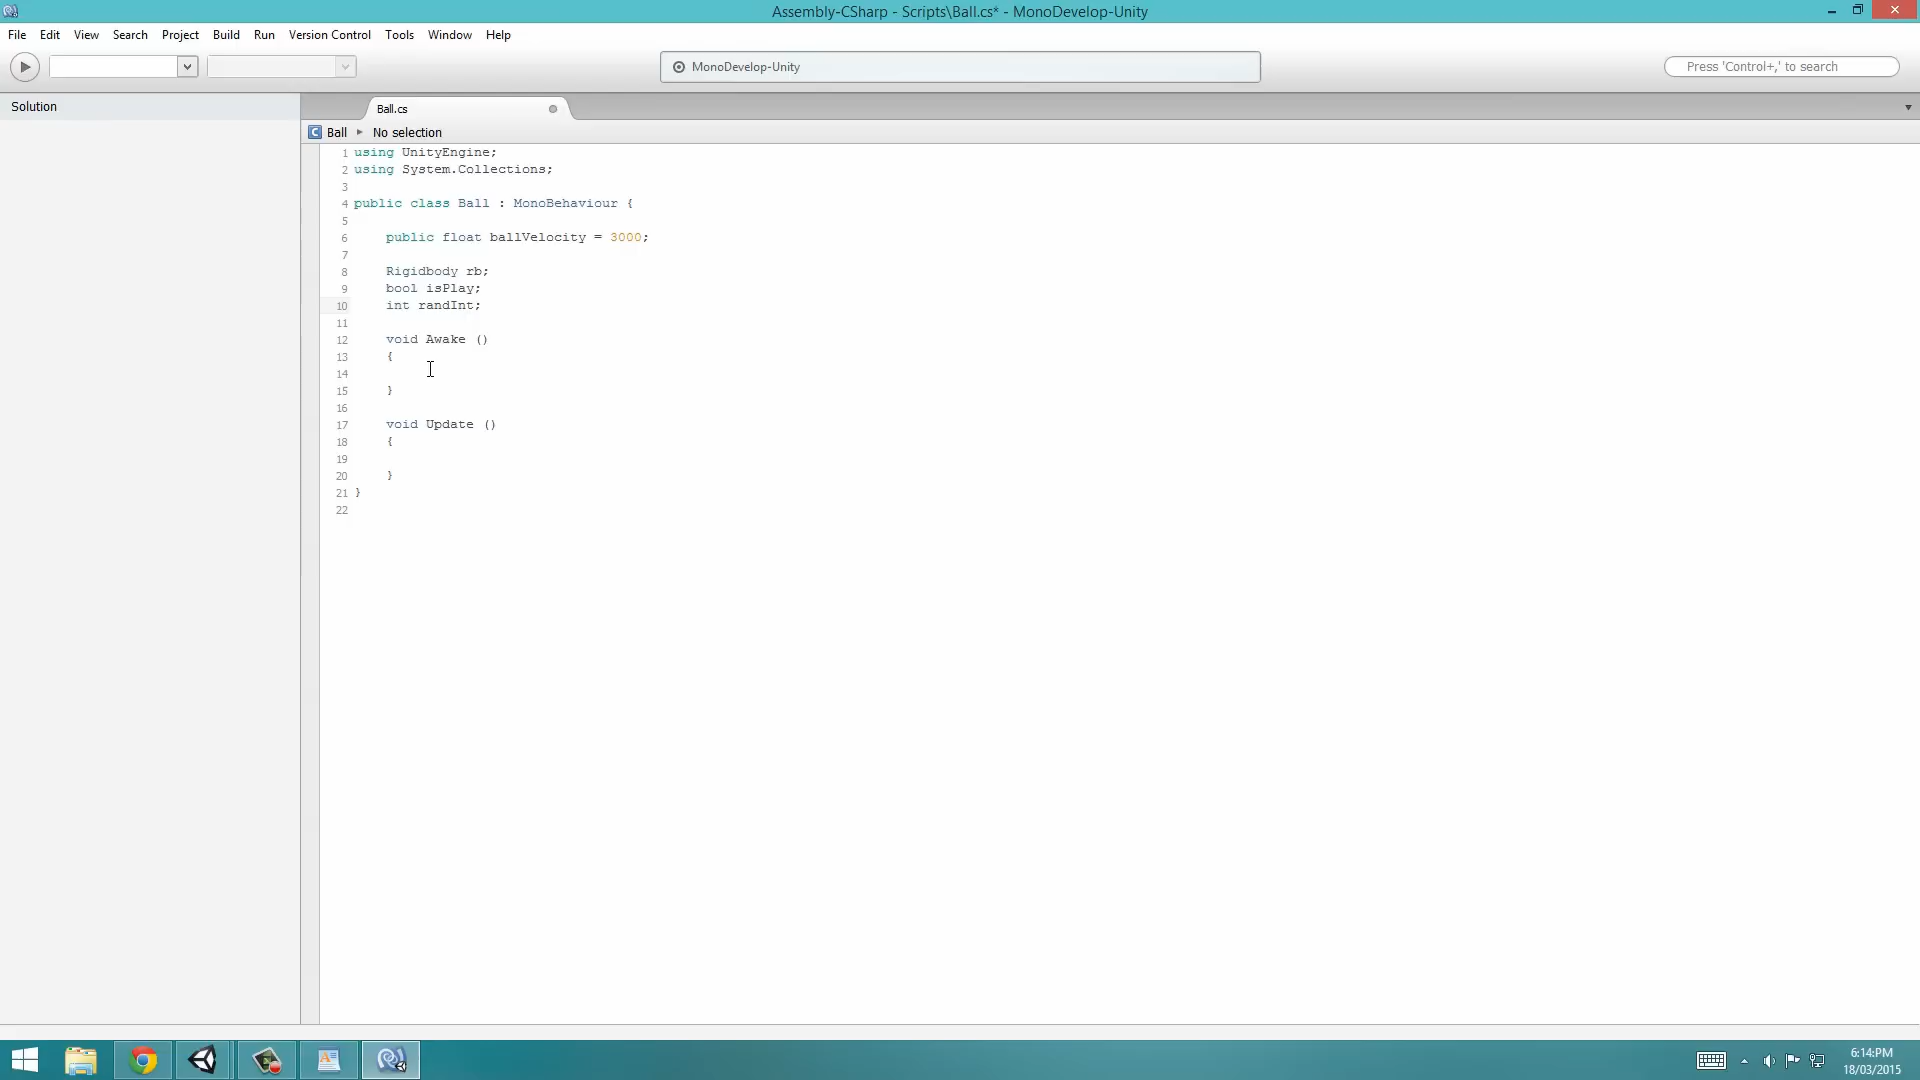 Assembly-CSharp - Scripts\Ball.cs* - MonoDevelop-Unity
File Edit View Search Project Build Run Version Control Tools Window Help
MonoDevelop-Unity
Press 'Control+,' to search
Solution
Ball.cs
C Ball No selection
1 using UnityEngine;
2 using System.Collections;
3
4 public class Ball : MonoBehaviour {
5
6 public float ballVelocity = 3000;
7
8 Rigidbody rb;
9 bool isPlay;
10 int randInt;
11
12 void Awake ()
13 {
14
15 }
16
17 void Update ()
18 {
19
20 }
21 }
22
6:14:PM
18/03/2015